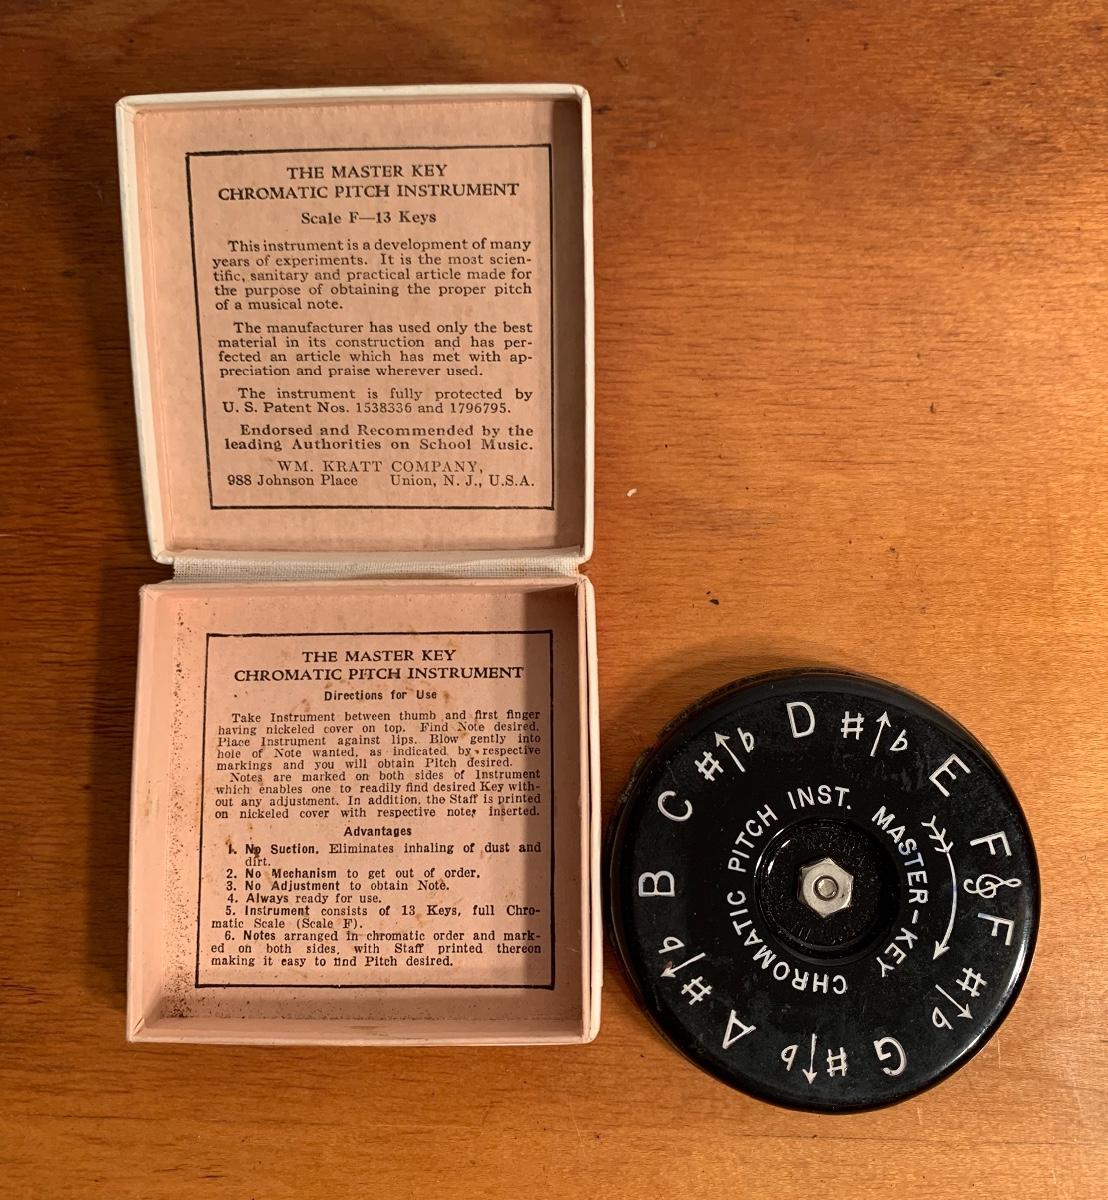 THE MASTER KEY
CHROMATIC PITCH INSTRUMENT
Scale F—13 Keys
This instrument is a development of many
years of experiments. It is the most scien-
tific, sanitary and practical article made for
the purpose of obtaining the proper pitch
of a musical note.
The manufacturer has used only the best
material in its construction and has per-
fected an article which has met with ap-
preciation and praise wherever used.
The instrument is fully protected by
U. S. Patent Nos. 1538336 and 1796795.
Endorsed and Recommended by the
leading Authorities on School Music.
WM. KRATT COMPANY,
988 Johnson Place Union, N. J., U.S.A.
THE MASTER KEY
CHROMATIC PITCH INSTRUMENT
Directions for Use
Take Instrument between thumb and first finger
having nickeled cover on top. Find Note desired.
Place Instrument against lips. Blow gently into
hole of Note wanted, as indicated by respective
markings and you will obtain Pitch desired.
Notes are marked on both sides of Instrument
which enables one to readily find desired Key with-
out any adjustment. In addition, the Staff is printed
on nickeled cover with respective notes inserted.
Advantages
1. No Suction. Eliminates inhaling of dust and
dirt.
2. No Mechanism to get out of order.
3. No Adjustment to obtain Note.
4. Always ready for use.
5. Instrument consists of 13 Keys, full Chro-
matic Scale (Scale F).
6. Notes arranged in chromatic order and mark-
ed on both sides with Staff printed thereon
making it easy to find Pitch desired.
F
♯↑♭
G
♯↑♭
A
♯↑♭
B
C
♯↑♭
D
♯↑♭
E
F
MASTER-KEY
CHROMATIC PITCH INST.